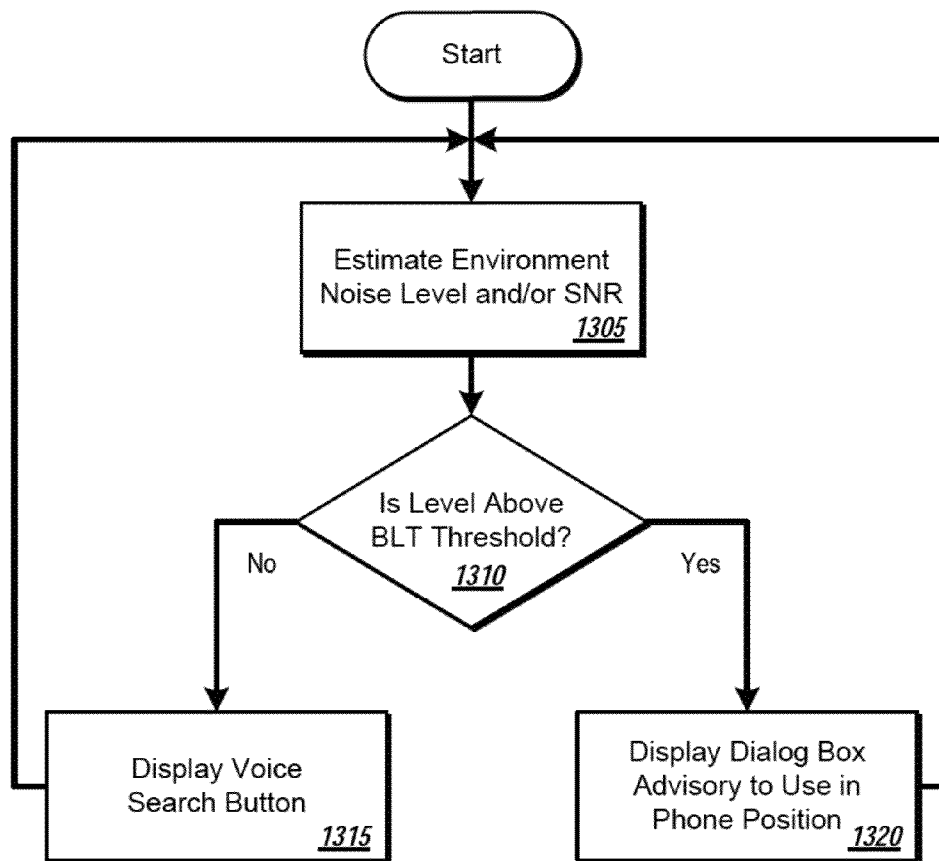 Start
Estimate Environment
Noise Level and/or SNR
1305
Is Level Above
BLT Threshold?
1310
No
Yes
Display Voice
Search Button
1315
Display Dialog Box
Advisory to Use in
Phone Position
1320